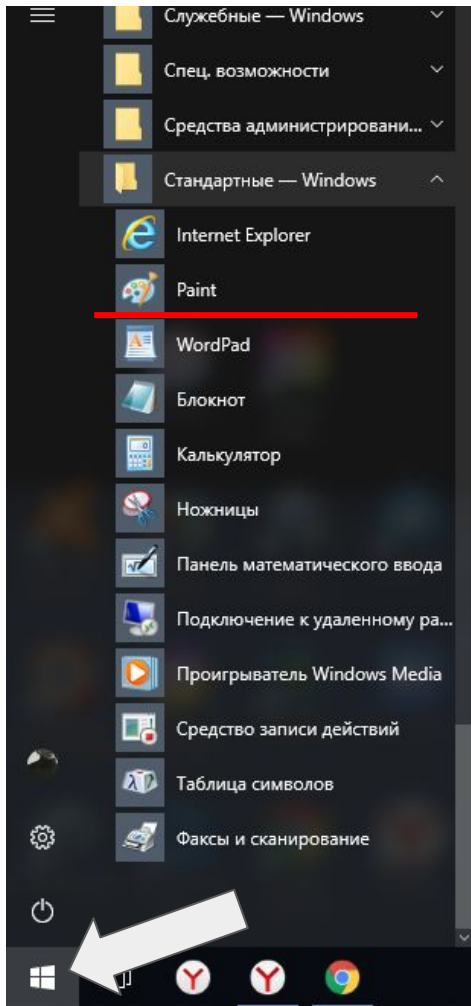 Служебные — Windows
Спец. возможности
Средства администрировани...
Стандартные — Windows
Internet Explorer
Paint
WordPad
Блокнот
Калькулятор
Ножницы
Панель математического ввода
Подключение к удаленному ра...
Проигрыватель Windows Media
Средство записи действий
Таблица символов
Факсы и сканирование